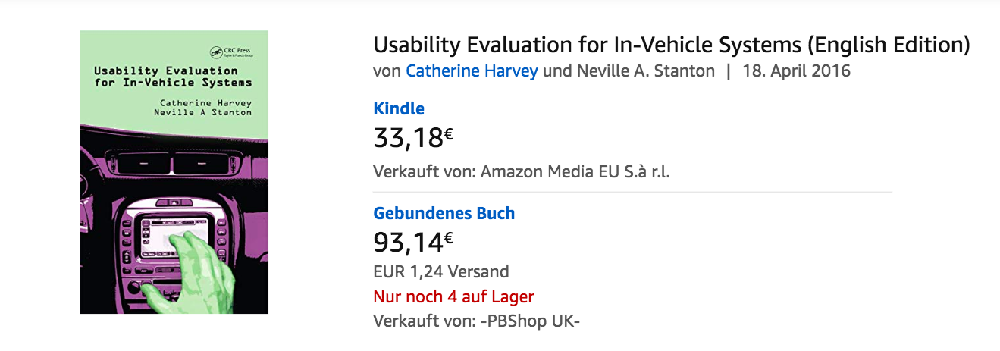 CRC CRC Press
Taylor & Francis Group
Usability Evaluation
for In-Vehicle Systems
Catherine Harvey
Neville A Stanton
Usability Evaluation for In-Vehicle Systems (English Edition)
von Catherine Harvey und Neville A. Stanton | 18. April 2016
Kindle
33,18€
Verkauft von: Amazon Media EU S.à r.l.
Gebundenes Buch
93,14€
EUR 1,24 Versand
Nur noch 4 auf Lager
Verkauft von: -PBShop UK-